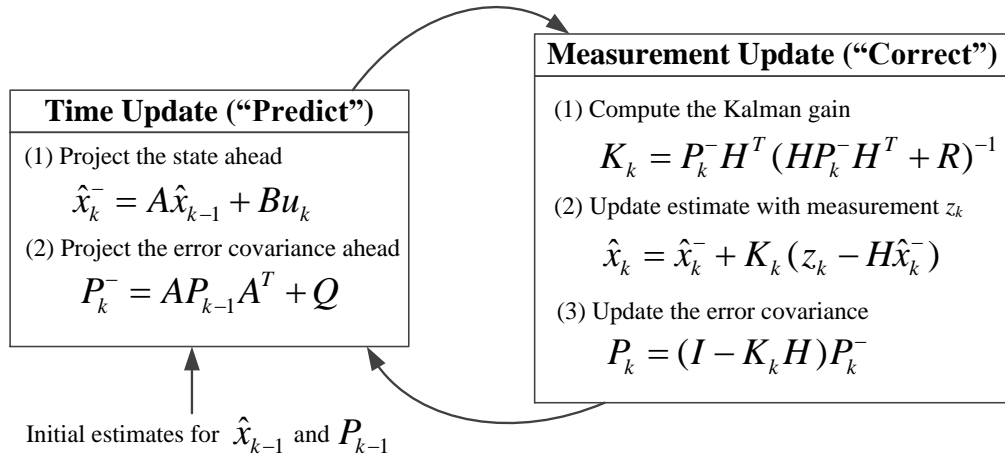 Time Update (“Predict”)
(1) Project the state ahead
x̂ₖ⁻ = Ax̂ₖ₋₁ + Buₖ
(2) Project the error covariance ahead
Pₖ⁻ = APₖ₋₁Aᵀ + Q
Initial estimates for x̂ₖ₋₁ and Pₖ₋₁
Measurement Update (“Correct”)
(1) Compute the Kalman gain
Kₖ = Pₖ⁻Hᵀ(HPₖ⁻Hᵀ + R)⁻¹
(2) Update estimate with measurement zₖ
x̂ₖ = x̂ₖ⁻ + Kₖ(zₖ − Hx̂ₖ⁻)
(3) Update the error covariance
Pₖ = (I − KₖH)Pₖ⁻